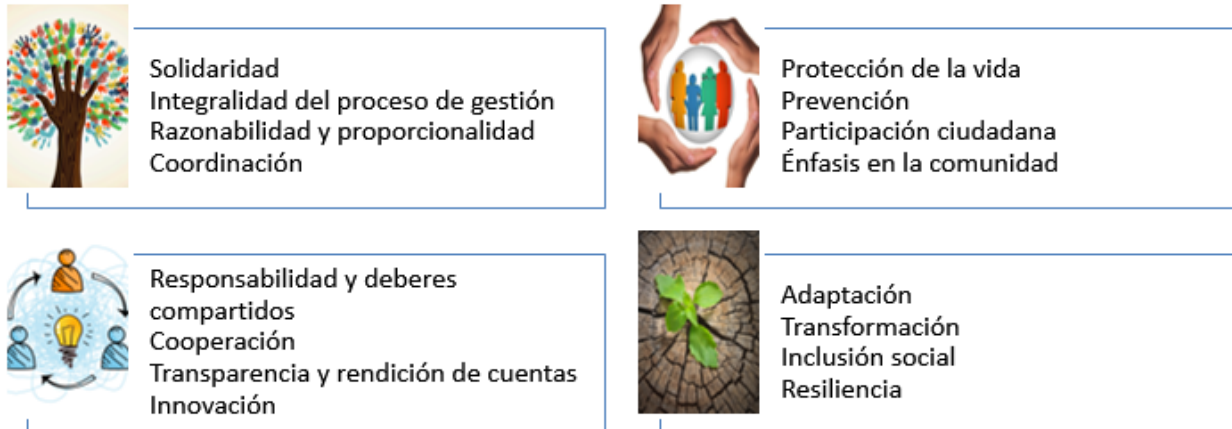 Solidaridad
Integralidad del proceso de gestión
Razonabilidad y proporcionalidad
Coordinación
Protección de la vida
Prevención
Participación ciudadana
Énfasis en la comunidad
Responsabilidad y deberes
compartidos
Cooperación
Transparencia y rendición de cuentas
Innovación
Adaptación
Transformación
Inclusión social
Resiliencia